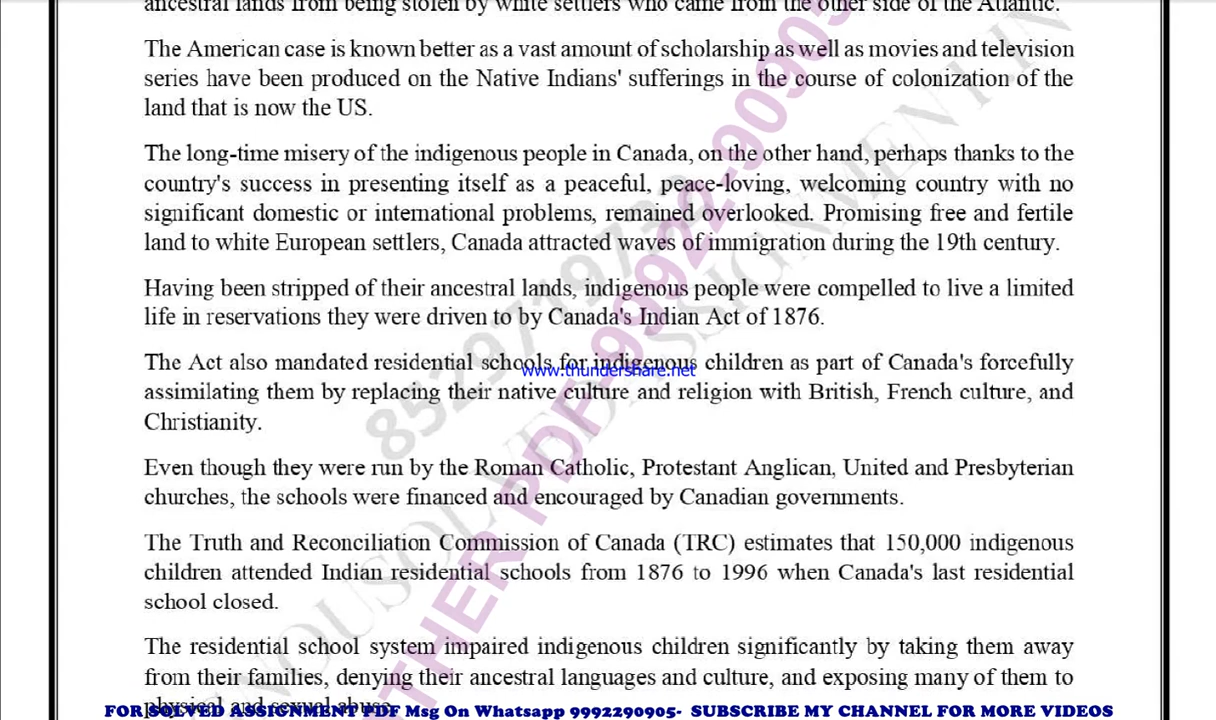 ancestral lands from being stolen by white settlers who came from the other side of the Atlantic.
The American case is known better as a vast amount of scholarship as well as movies and television
series have been produced on the Native Indians' sufferings in the course of colonization of the
land that is now the US.
The long-time misery of the indigenous people in Canada, on the other hand, perhaps thanks to the
country's success in presenting itself as a peaceful, peace-loving, welcoming country with no
significant domestic or international problems, remained overlooked. Promising free and fertile
land to white European settlers, Canada attracted waves of immigration during the 19th century.
Having been stripped of their ancestral lands, indigenous people were compelled to live a limited
life in reservations they were driven to by Canada's Indian Act of 1876.
The Act also mandated residential schools for indigenous children as part of Canada's forcefully
www.thundershare.net
assimilating them by replacing their native culture and religion with British, French culture, and
Christianity.
Even though they were run by the Roman Catholic, Protestant Anglican, United and Presbyterian
churches, the schools were financed and encouraged by Canadian governments.
The Truth and Reconciliation Commission of Canada (TRC) estimates that 150,000 indigenous
children attended Indian residential schools from 1876 to 1996 when Canada's last residential
school closed.
The residential school system impaired indigenous children significantly by taking them away
from their families, denying their ancestral languages and culture, and exposing many of them to
physical and sexual abuse.
FOR SOLVED ASSIGNMENT PDF Msg On Whatsapp 9992290905- SUBSCRIBE MY CHANNEL FOR MORE VIDEOS
THER PDF-99922-9090